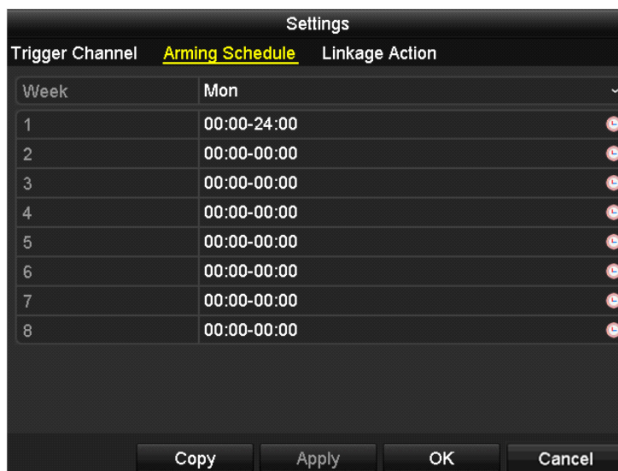 Settings
Trigger Channel Arming Schedule Linkage Action
Week Mon
1 00:00-24:00
2 00:00-00:00
3 00:00-00:00
4 00:00-00:00
5 00:00-00:00
6 00:00-00:00
7 00:00-00:00
8 00:00-00:00
Copy Apply OK Cancel